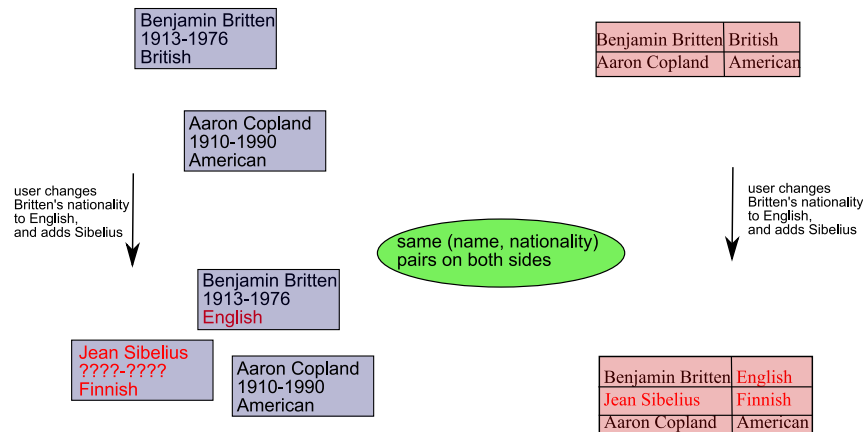 Benjamin Britten
1913-1976
British
Benjamin Britten British
Aaron Copland American
Aaron Copland
1910-1990
American
user changes
Britten's nationality
to English,
and adds Sibelius
user changes
Britten's nationality
to English,
and adds Sibelius
same (name, nationality)
pairs on both sides
Benjamin Britten
1913-1976
English
Jean Sibelius
????-????
Finnish
Aaron Copland
1910-1990
American
Benjamin Britten English
Jean Sibelius Finnish
Aaron Copland American